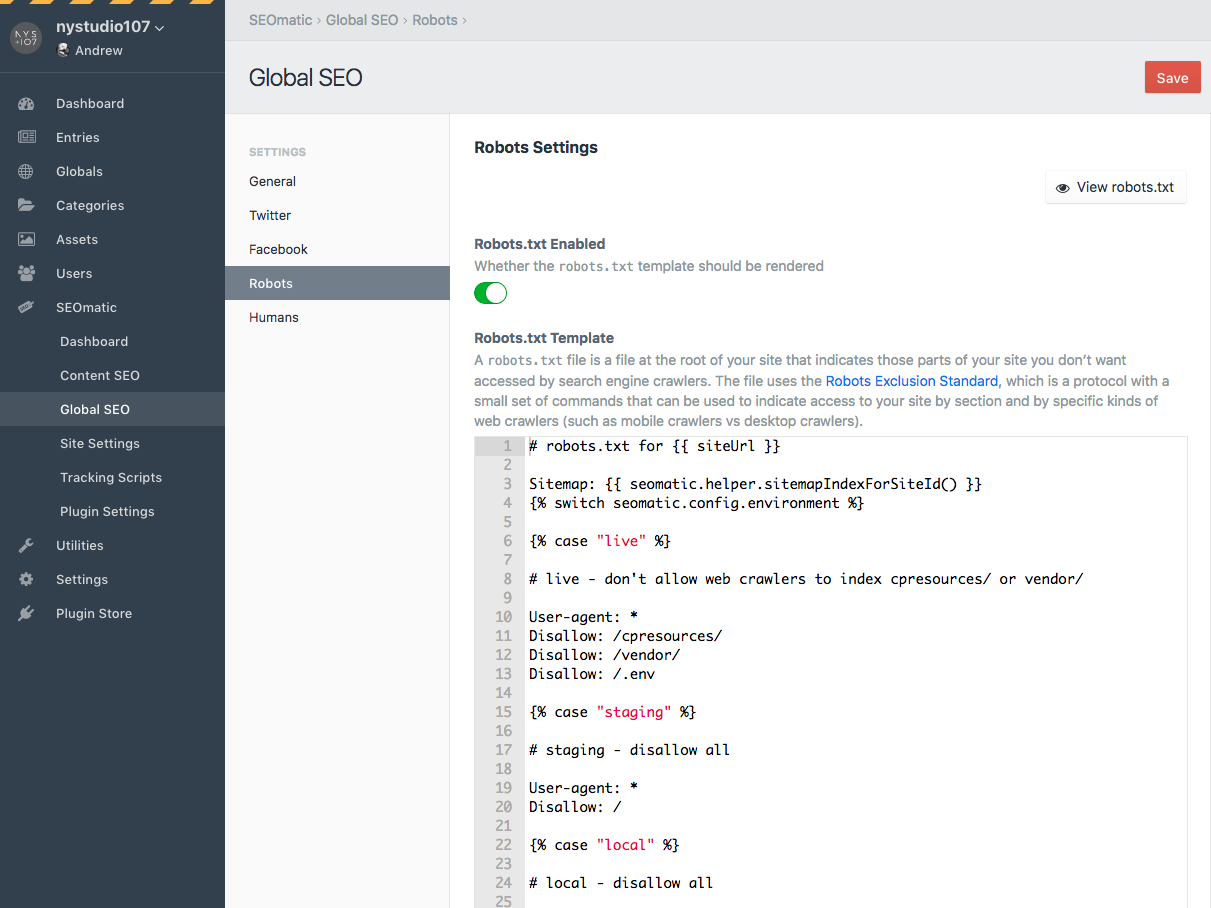 NYS
+107
nystudio107
Andrew
Dashboard
Entries
Globals
Categories
Assets
Users
SEOmatic
Dashboard
Content SEO
Global SEO
Site Settings
Tracking Scripts
Plugin Settings
Utilities
Settings
Plugin Store
SEOmatic › Global SEO › Robots ›
Global SEO
Save
SETTINGS
General
Twitter
Facebook
Robots
Humans
Robots Settings
View robots.txt
Robots.txt Enabled
Whether the robots.txt template should be rendered
Robots.txt Template
A robots.txt file is a file at the root of your site that indicates those parts of your site you don’t want
accessed by search engine crawlers. The file uses the Robots Exclusion Standard, which is a protocol with a
small set of commands that can be used to indicate access to your site by section and by specific kinds of
web crawlers (such as mobile crawlers vs desktop crawlers).
1 # robots.txt for {{ siteUrl }}
2
3 Sitemap: {{ seomatic.helper.sitemapIndexForSiteId() }}
4 {% switch seomatic.config.environment %}
5
6 {% case "live" %}
7
8 # live - don't allow web crawlers to index cpresources/ or vendor/
9
10 User-agent: *
11 Disallow: /cpresources/
12 Disallow: /vendor/
13 Disallow: /.env
14
15 {% case "staging" %}
16
17 # staging - disallow all
18
19 User-agent: *
20 Disallow: /
21
22 {% case "local" %}
23
24 # local - disallow all
25